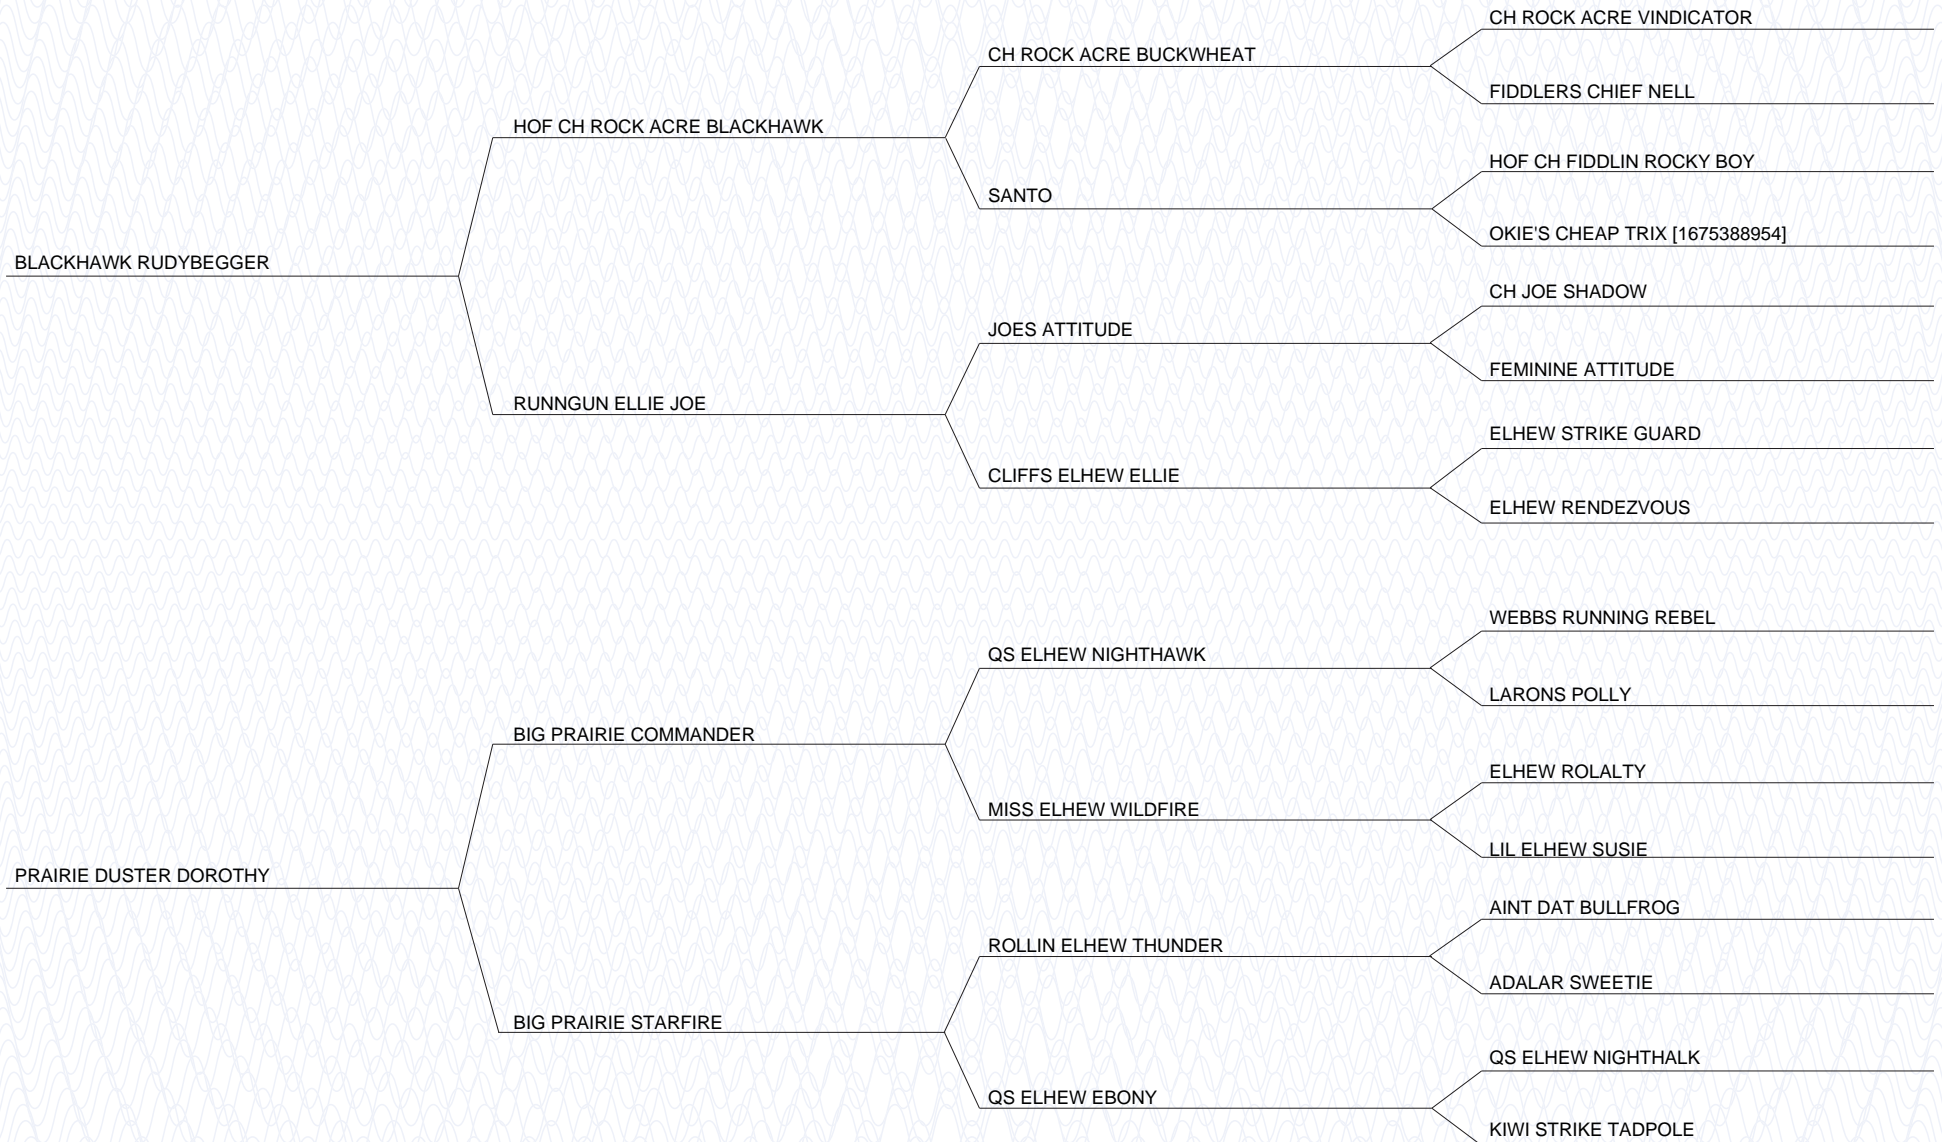 CH ROCK ACRE VINDICATOR
CH ROCK ACRE BUCKWHEAT
FIDDLERS CHIEF NELL
HOF CH ROCK ACRE BLACKHAWK
HOF CH FIDDLIN ROCKY BOY
SANTO
OKIE'S CHEAP TRIX [1675388954]
BLACKHAWK RUDYBEGGER
CH JOE SHADOW
JOES ATTITUDE
FEMININE ATTITUDE
RUNNGUN ELLIE JOE
ELHEW STRIKE GUARD
CLIFFS ELHEW ELLIE
ELHEW RENDEZVOUS
WEBBS RUNNING REBEL
QS ELHEW NIGHTHAWK
LARONS POLLY
BIG PRAIRIE COMMANDER
ELHEW ROLALTY
MISS ELHEW WILDFIRE
LIL ELHEW SUSIE
PRAIRIE DUSTER DOROTHY
AINT DAT BULLFROG
ROLLIN ELHEW THUNDER
ADALAR SWEETIE
BIG PRAIRIE STARFIRE
QS ELHEW NIGHTHALK
QS ELHEW EBONY
KIWI STRIKE TADPOLE